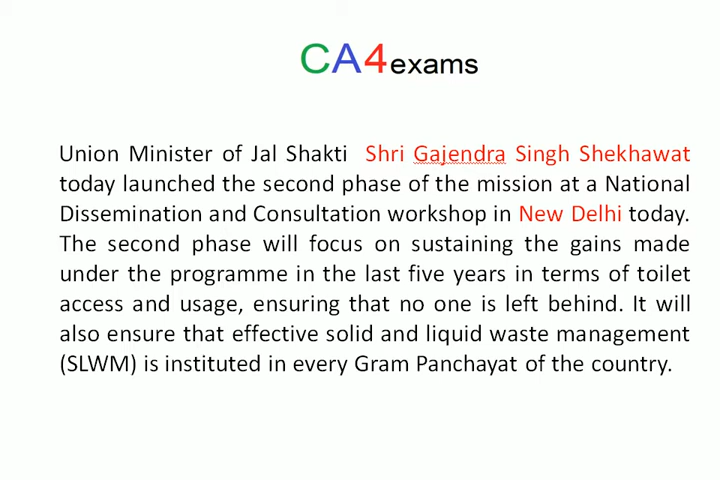 CA4exams
Union Minister of Jal Shakti Shri Gajendra Singh Shekhawat
today launched the second phase of the mission at a National
Dissemination and Consultation workshop in New Delhi today.
The second phase will focus on sustaining the gains made
under the programme in the last five years in terms of toilet
access and usage, ensuring that no one is left behind. It will
also ensure that effective solid and liquid waste management
(SLWM) is instituted in every Gram Panchayat of the country.